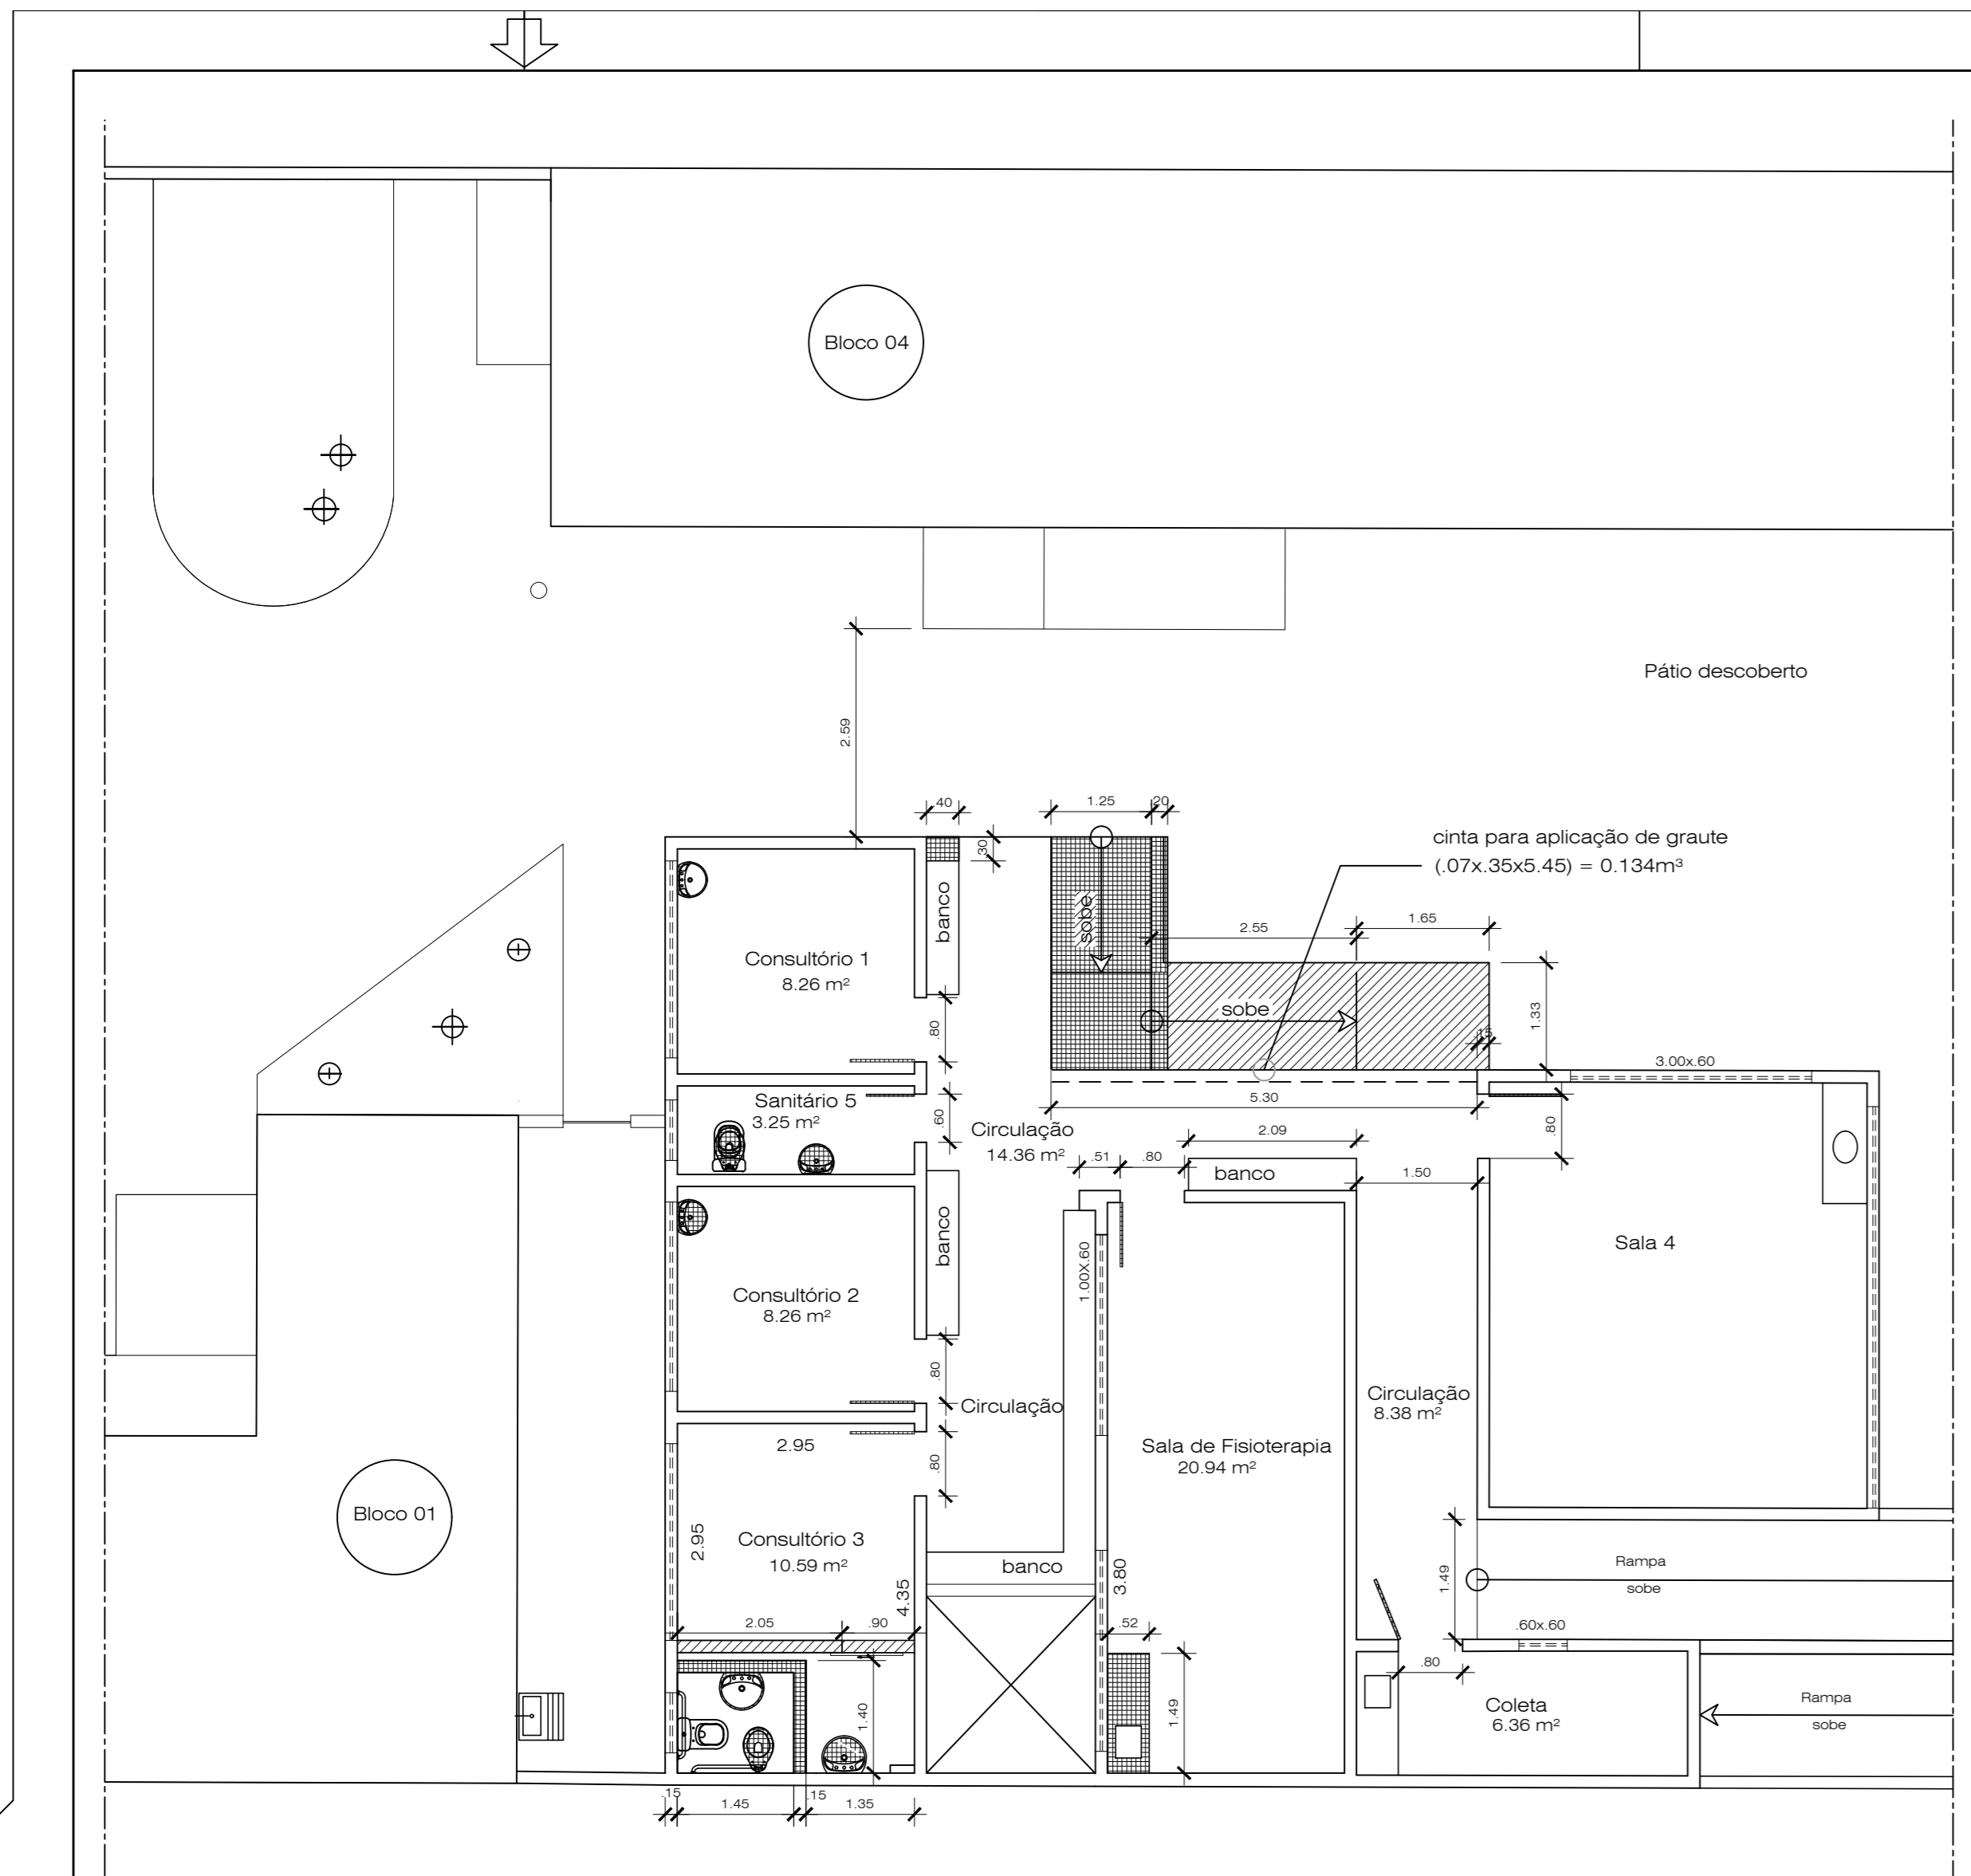 Bloco 04
Pátio descoberto
2.59
.40
.30
1.25
.20
cinta para aplicação de graute
(.07x.35x5.45) = 0.134m³
banco
sobe
2.55
1.65
Consultório 1
8.26 m²
.80
sobe
1.33
.15
3.00x.60
5.30
Sanitário 5
3.25 m²
.60
Circulação
14.36 m²
2.09
.80
.51
.80
banco
1.50
banco
Sala 4
1.00X.60
Consultório 2
8.26 m²
.80
Circulação
Circulação
8.38 m²
2.95
.80
Sala de Fisioterapia
20.94 m²
Bloco 01
2.95
Consultório 3
10.59 m²
banco
3.80
4.35
1.49
Rampa
sobe
2.05
.90
.52
.60x.60
.80
1.40
1.49
Coleta
6.36 m²
Rampa
sobe
.15
1.45
.15
1.35